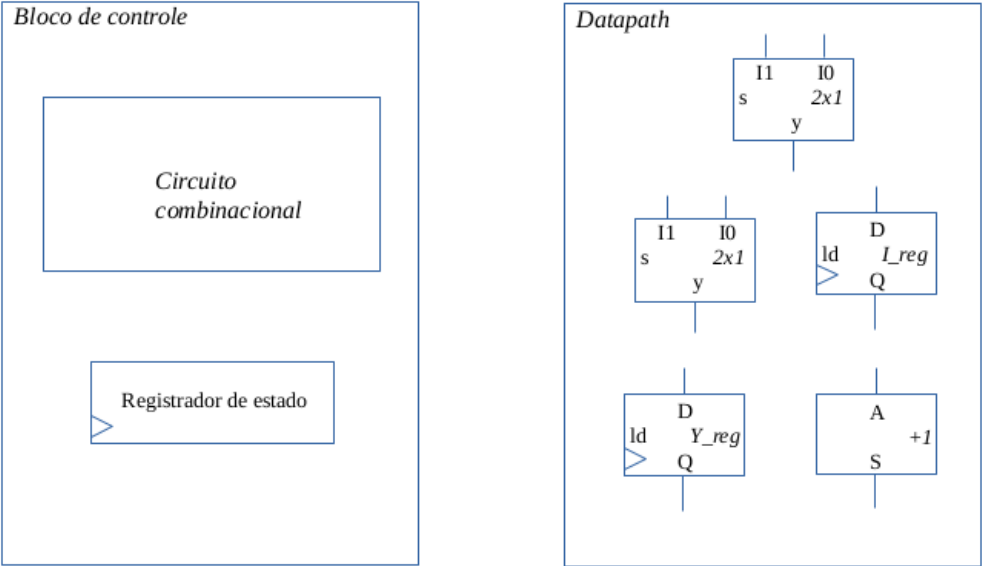 Bloco de controle
Circuito
combinacional
Registrador de estado
Datapath
I1 I0
s 2x1
y
I1 I0
s 2x1
y
D
ld I_reg
Q
D
ld Y_reg
Q
A
+1
S